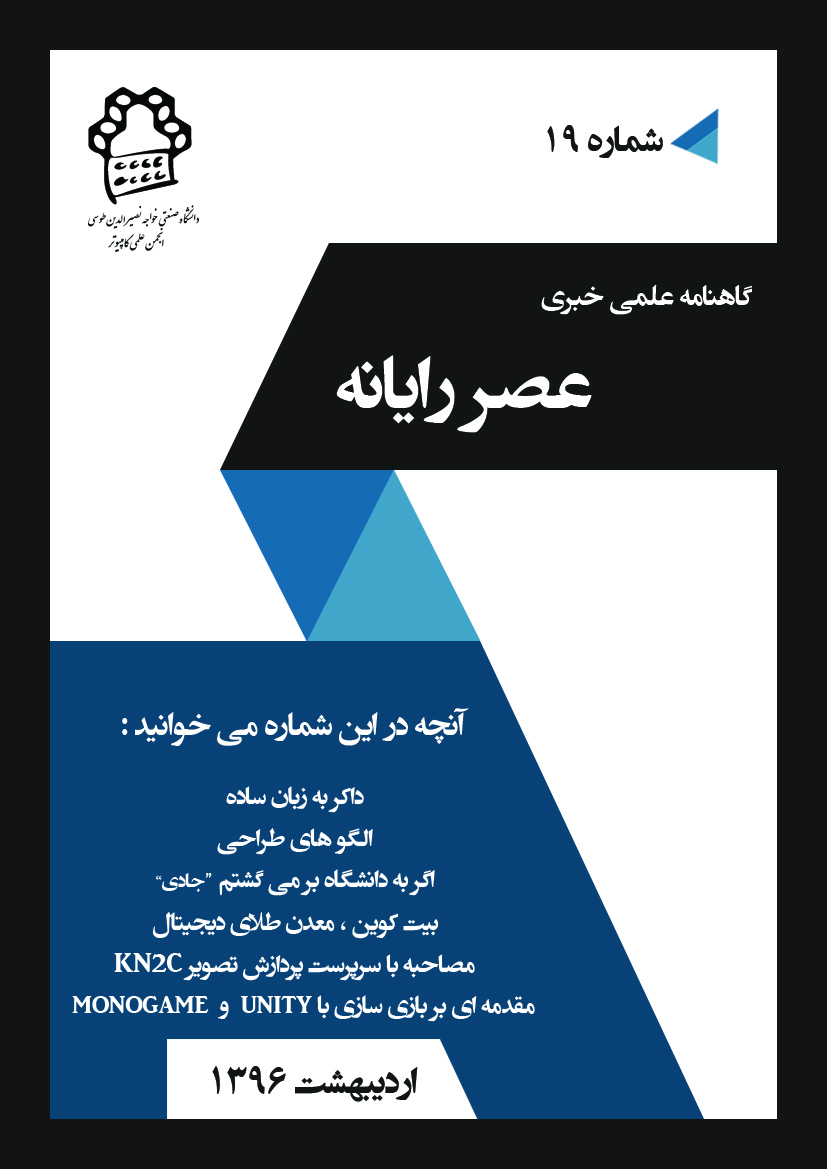 شماره ۱۹
دانشگاه صنعتی خواجه نصیرالدین طوسی
انجمن علمی کامپیوتر
گاهنامه علمی خبری
عصر رایانه
آنچه در این شماره می خوانید :
داکر به زبان ساده
الگو های طراحی
اگر به دانشگاه بر می گشتم "جادی"
بیت کوین ، معدن طلای دیجیتال
مصاحبه با سرپرست پردازش تصویر KN2C
مقدمه ای بر بازی سازی با UNITY و MONOGAME
اردیبهشت ۱۳۹۶